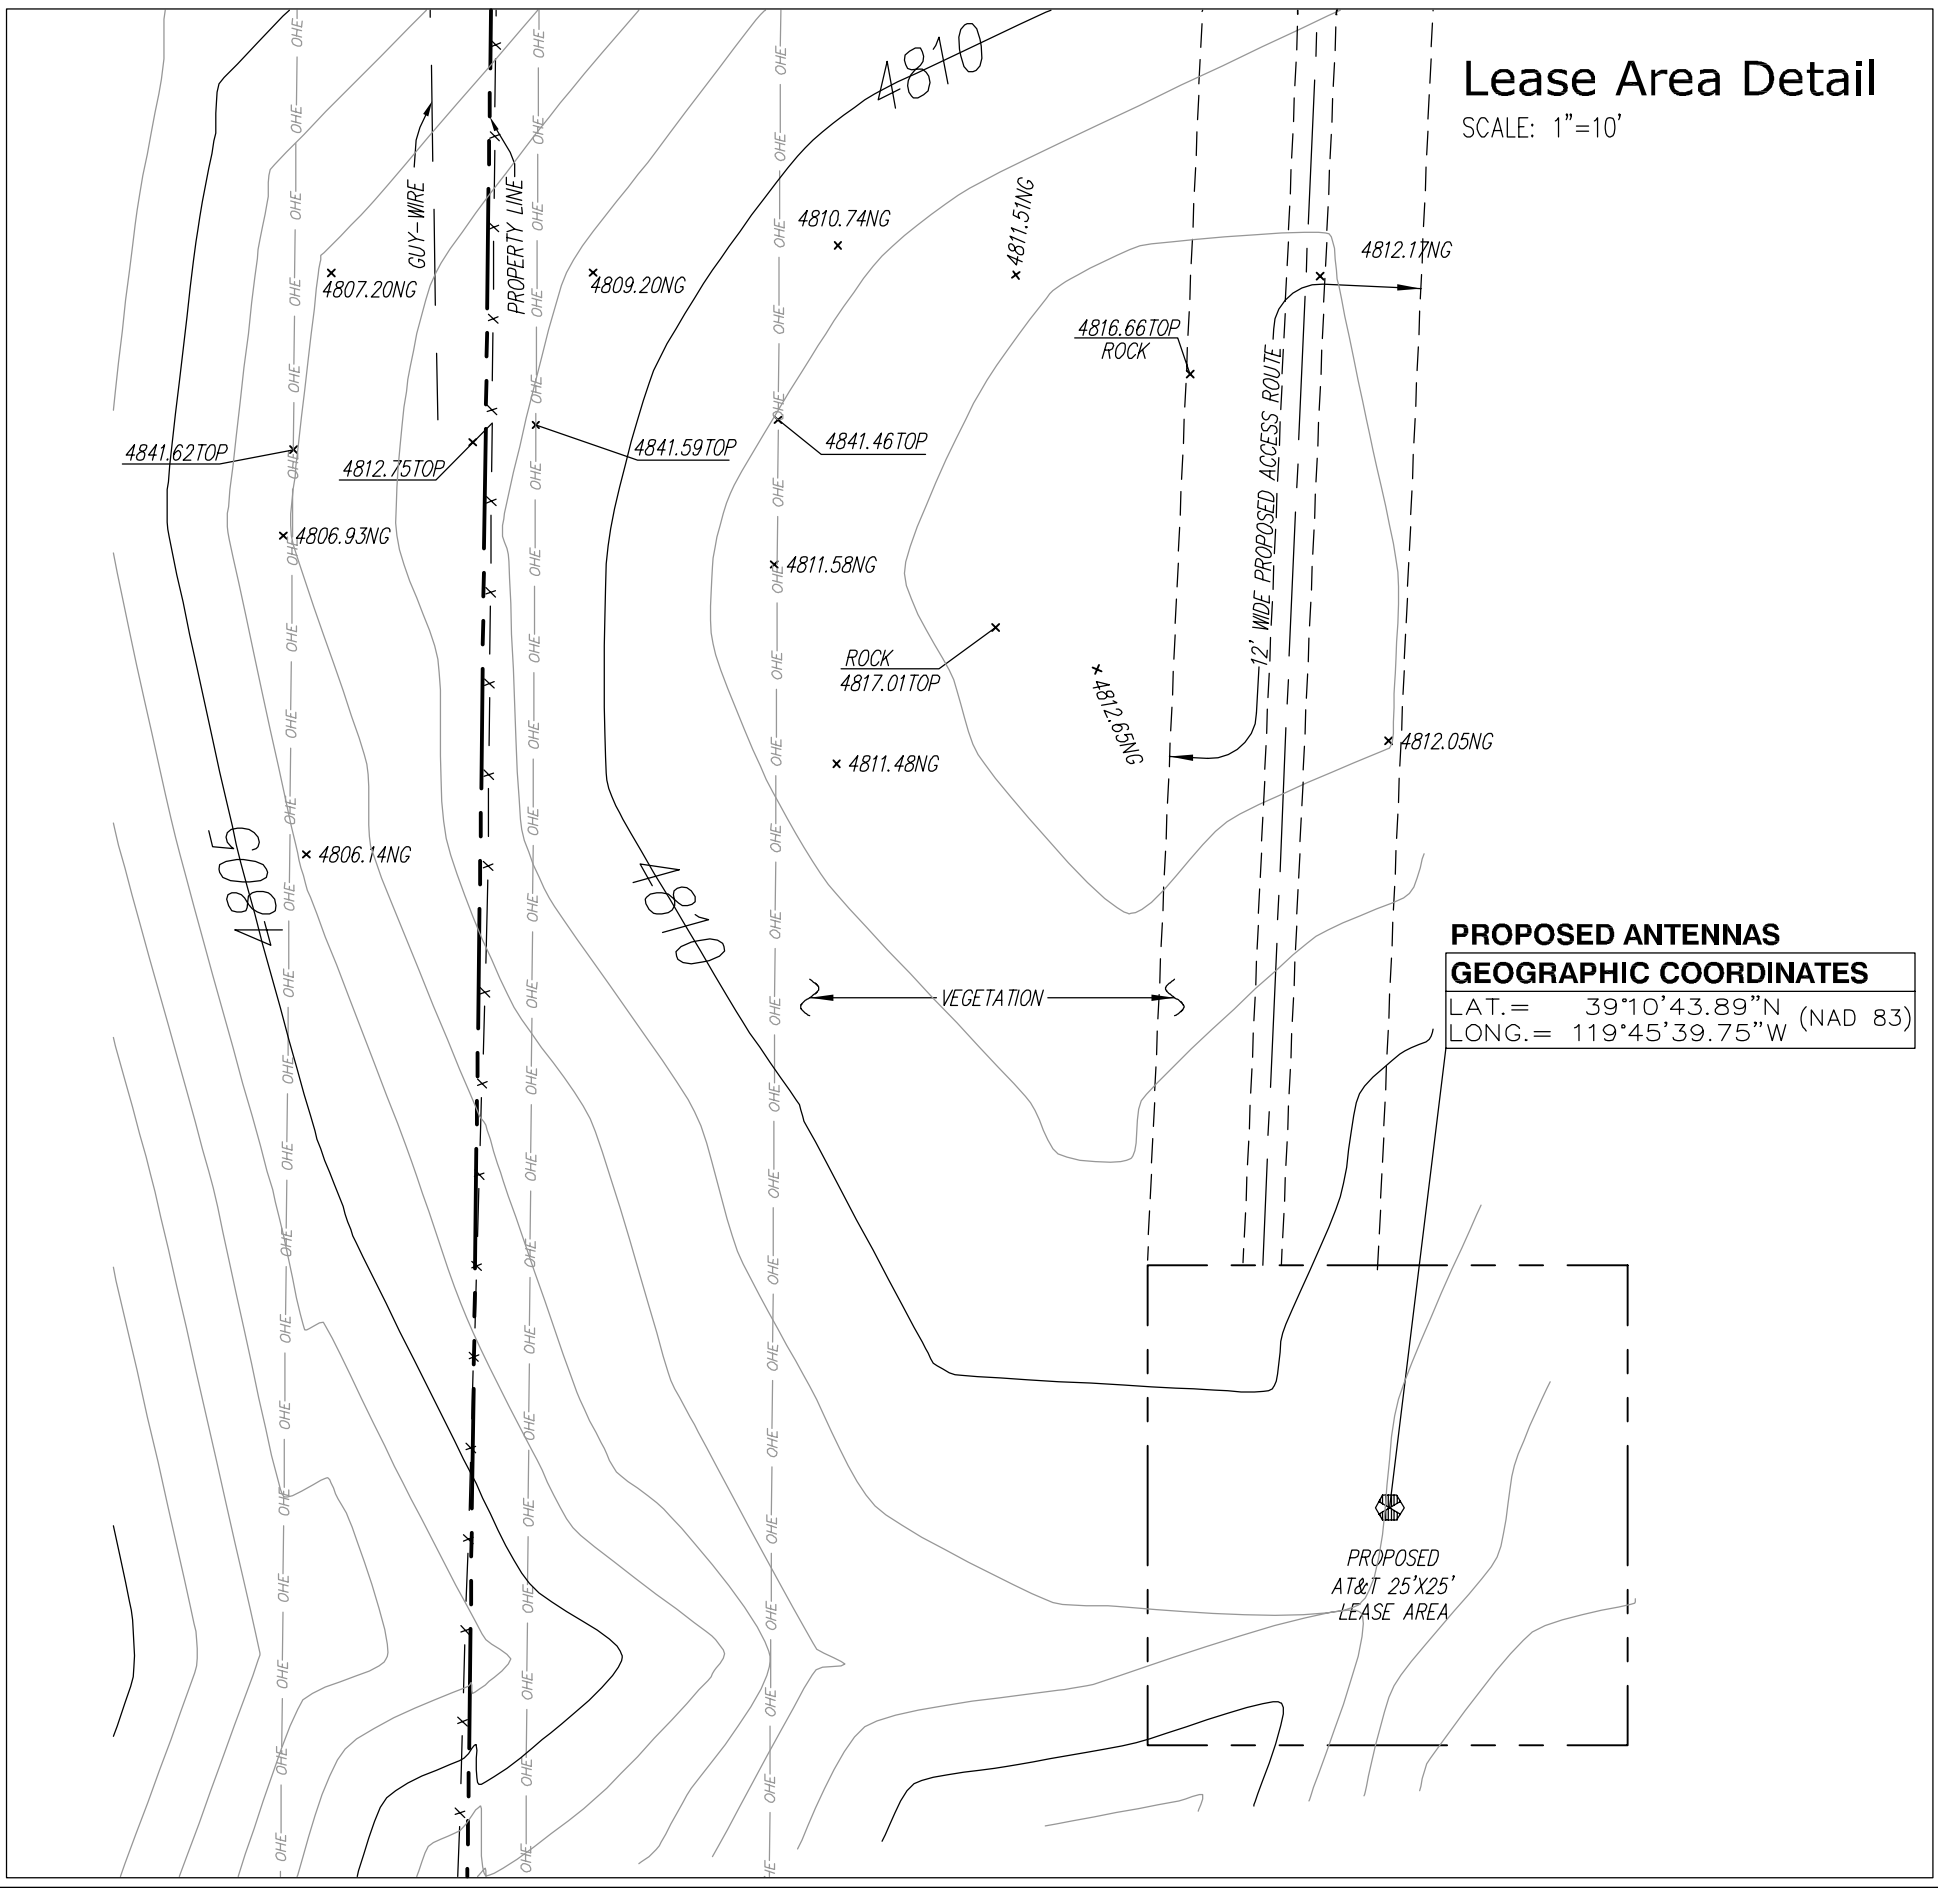 Lease Area Detail
SCALE: 1"=10'
4810
GUY-WIRE
PROPERTY LINE
4810.74NG
4811.51NG
4812.17NG
4807.20NG
4809.20NG
4816.66TOP
ROCK
12' WIDE PROPOSED ACCESS ROUTE
4841.62TOP
4812.75TOP
4841.59TOP
4841.46TOP
4806.93NG
4811.58NG
ROCK
4817.01TOP
4812.65NG
4811.48NG
4812.05NG
4805
4806.14NG
4810
VEGETATION
PROPOSED ANTENNAS
GEOGRAPHIC COORDINATES
LAT.= 39°10'43.89"N (NAD 83)
LONG.= 119°45'39.75"W
PROPOSED
AT&T 25'X25'
LEASE AREA
OHE
OHE
OHE